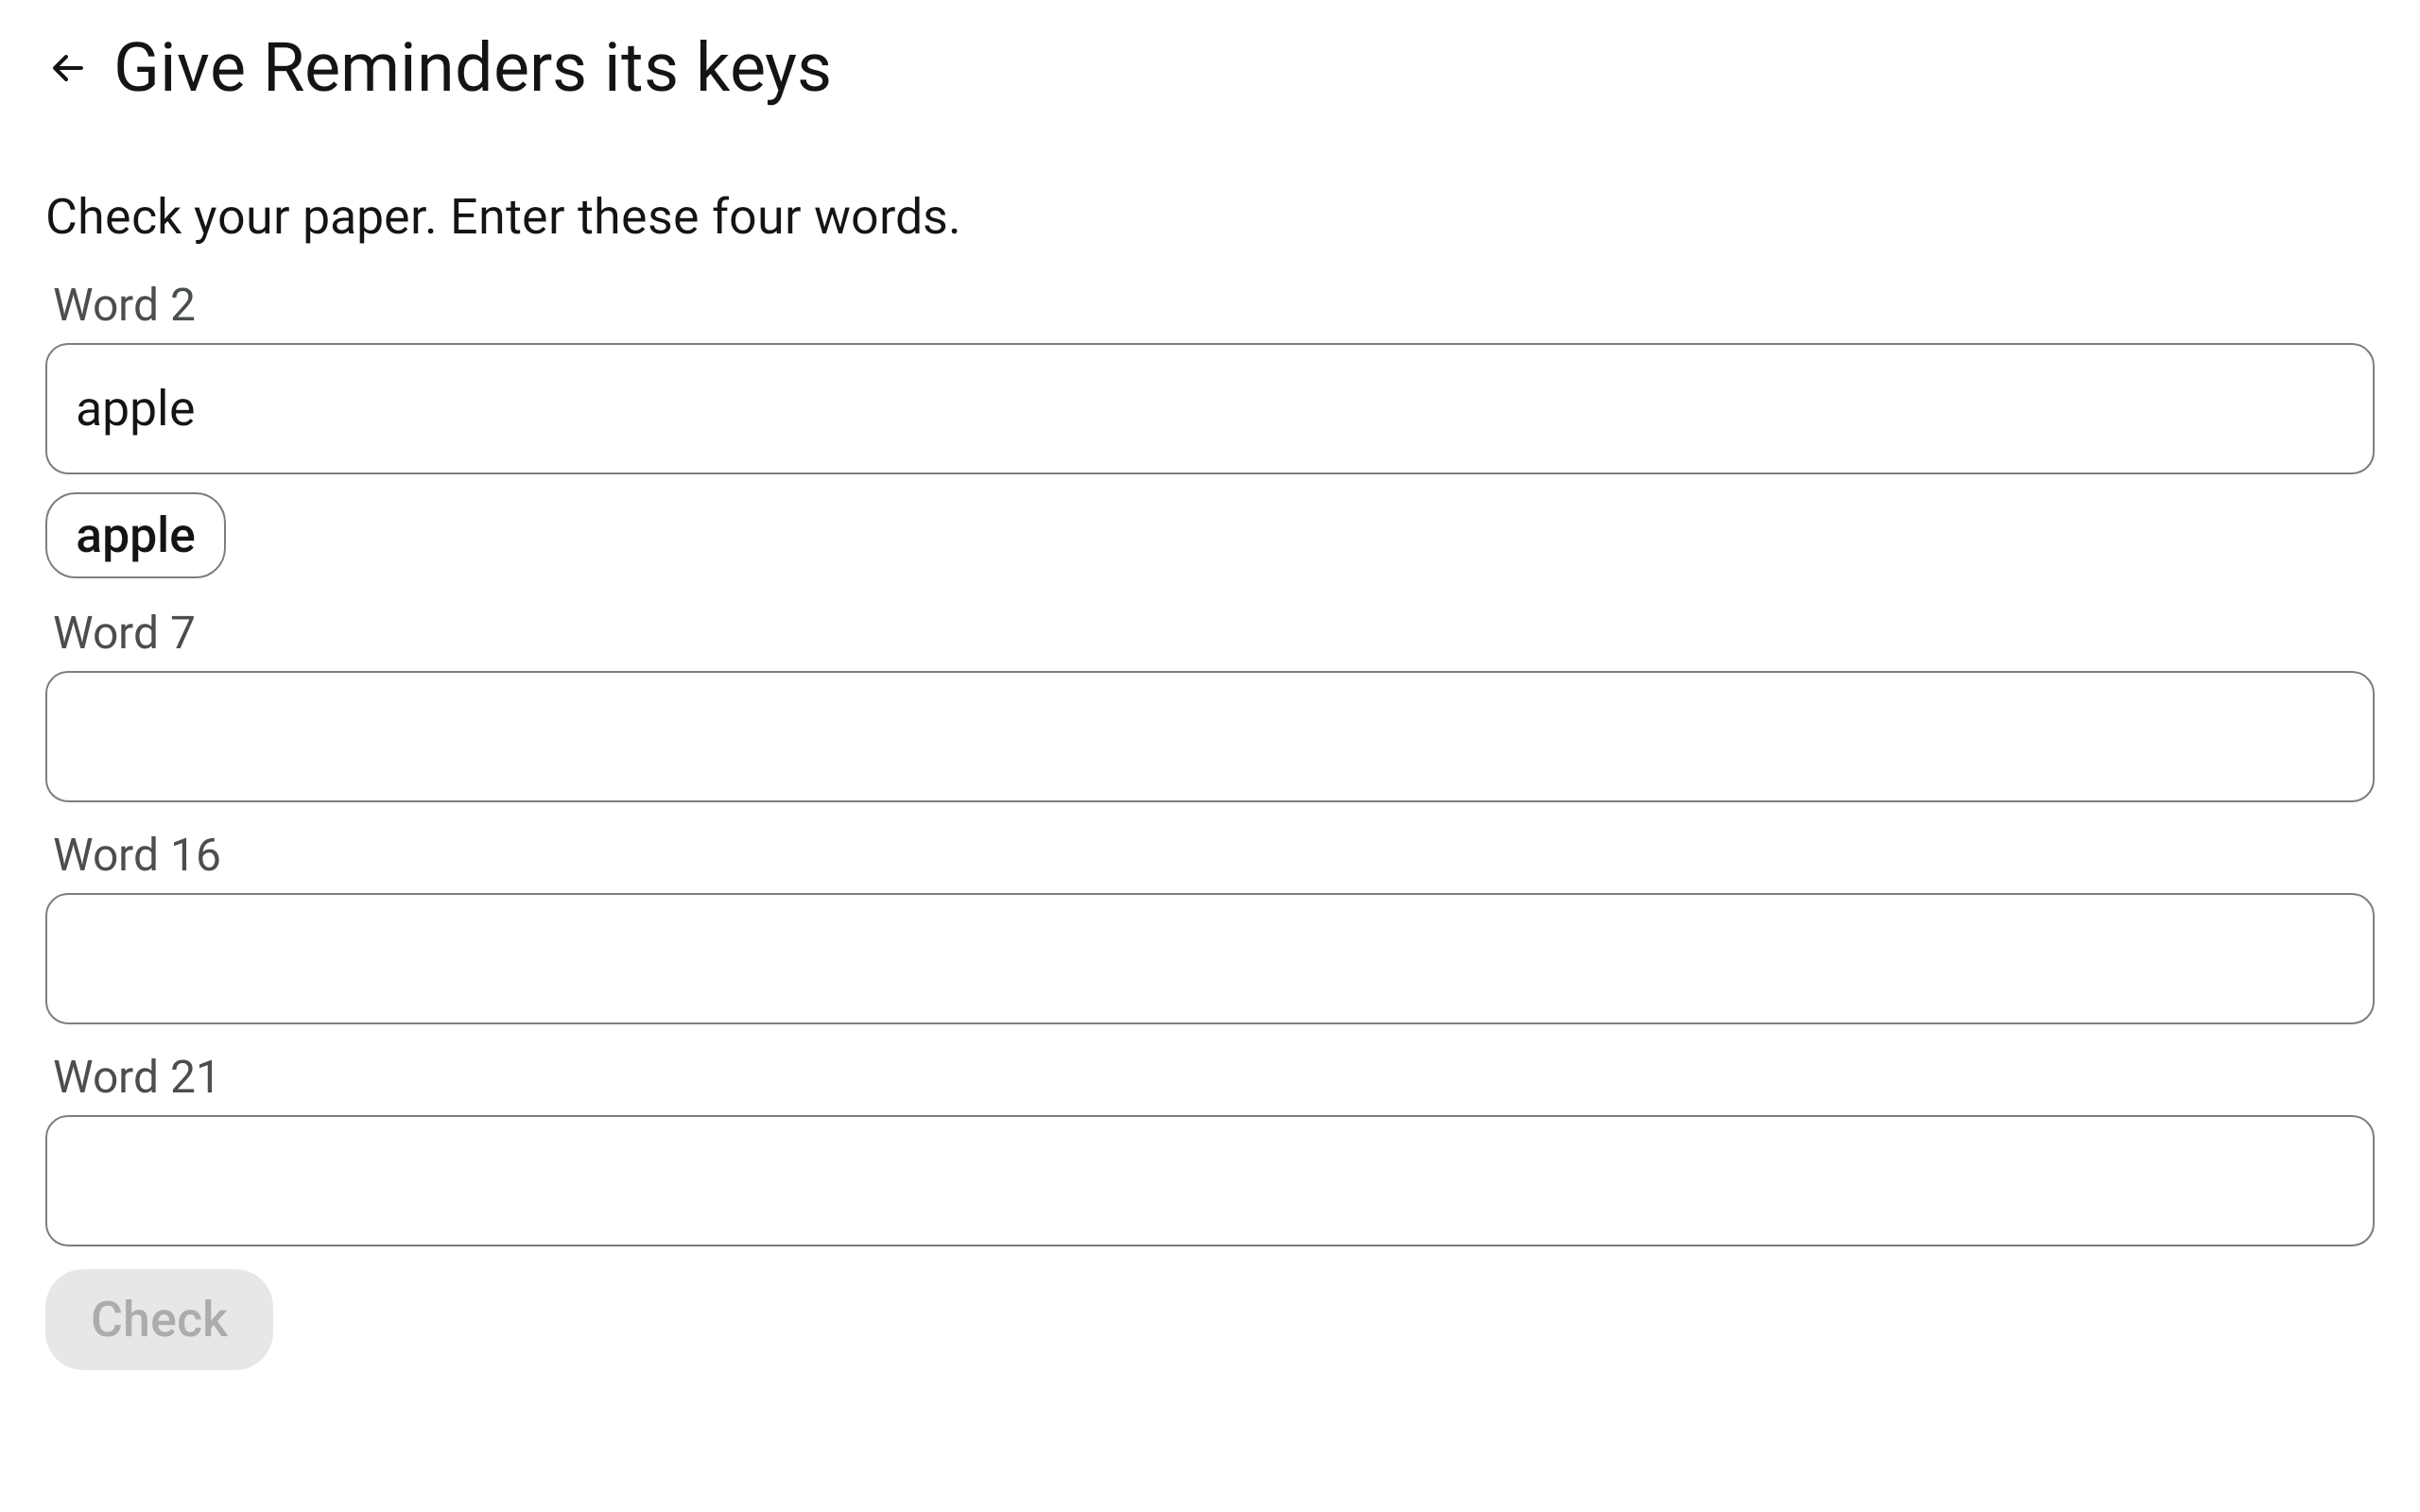 Give Reminders its keys
Check your paper. Enter these four words.
Word 2
apple
apple
Word 7
Word 16
Word 21
Check